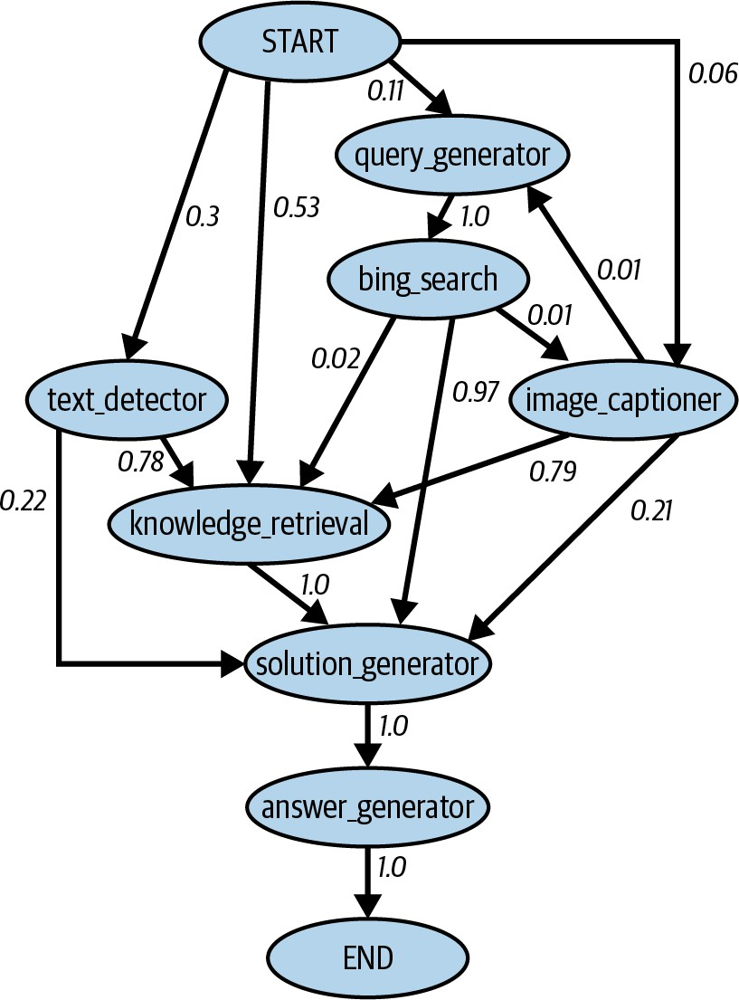 START
0.06
0.11
query_generator
0.3
0.53
1.0
0.01
bing_search
0.01
0.02
text_detector
0.97
image_captioner
0.78
0.79
0.22
0.21
knowledge_retrieval
1.0
solution_generator
1.0
answer_generator
1.0
END